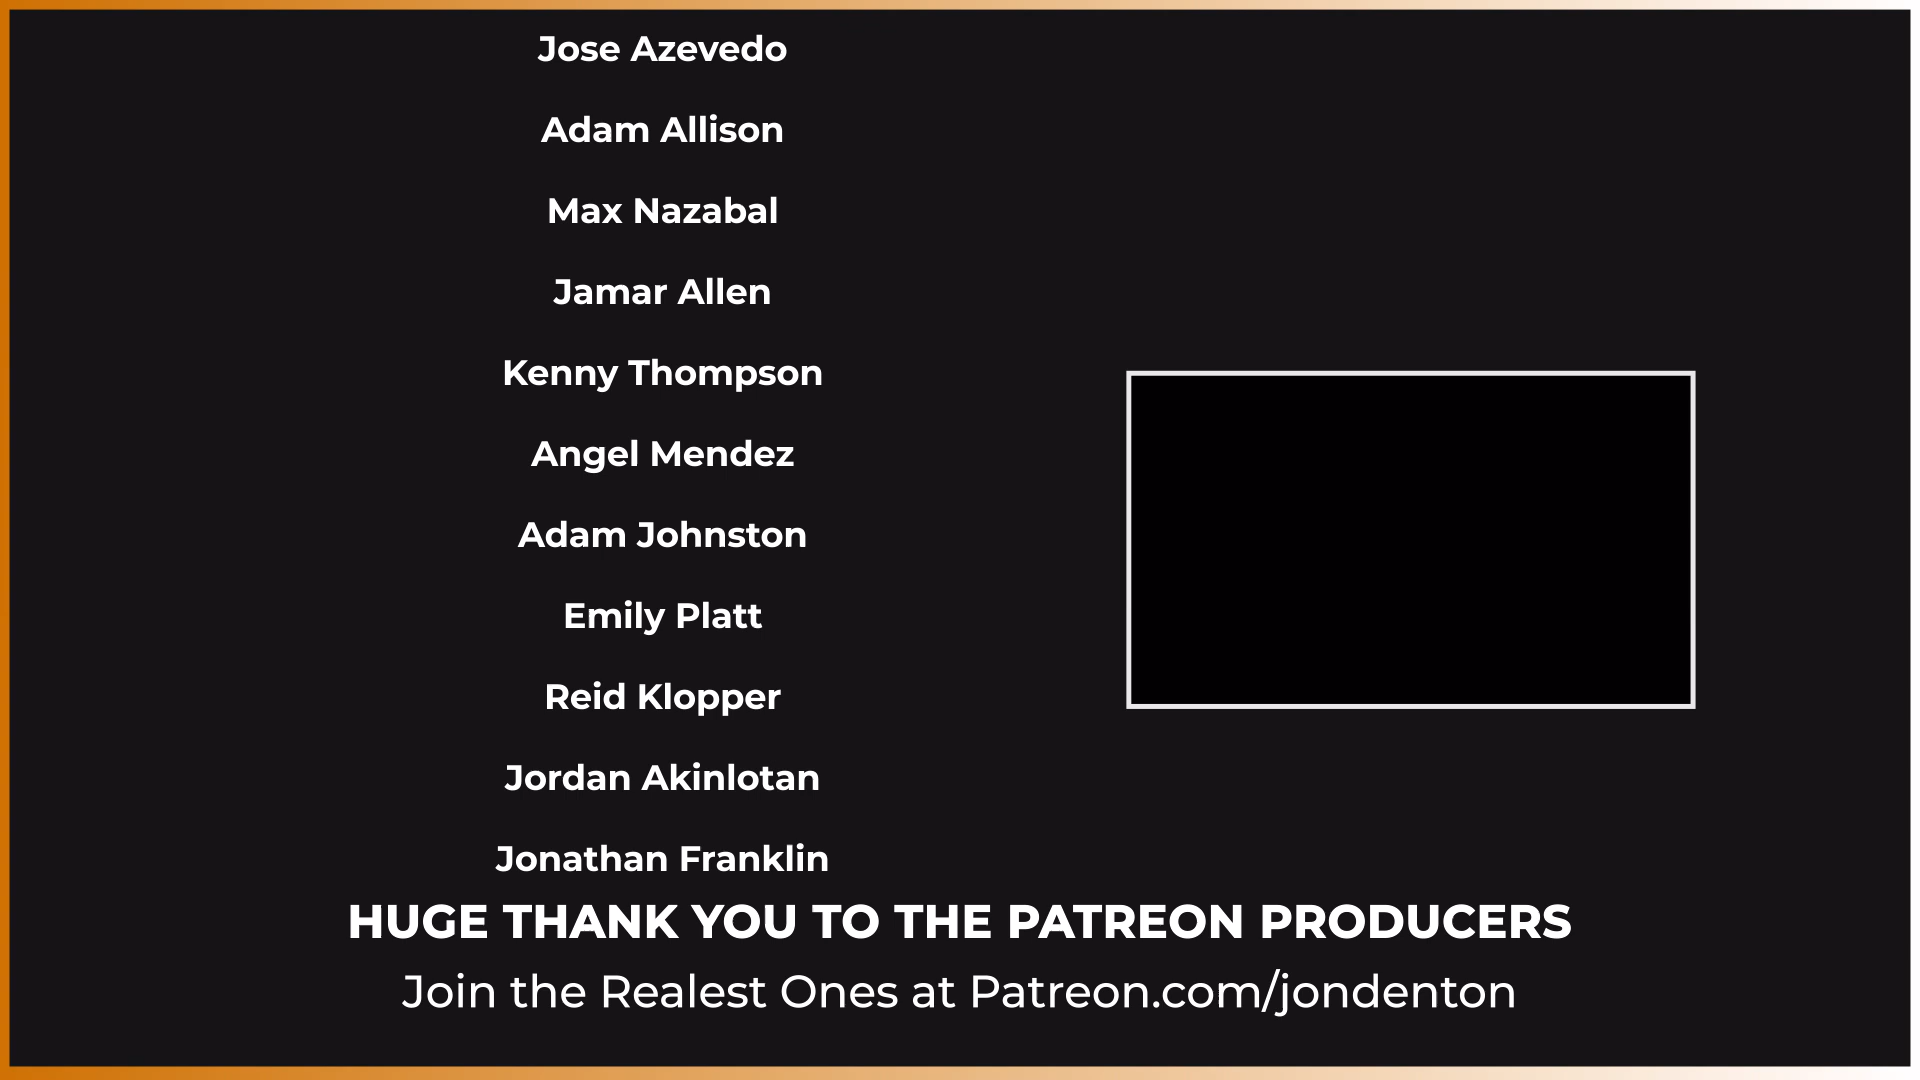 Jose Azevedo
Adam Allison
Max Nazabal
Jamar Allen
Kenny Thompson
Angel Mendez
Adam Johnston
Emily Platt
Reid Klopper
Jordan Akinlotan
Jonathan Franklin
HUGE THANK YOU TO THE PATREON PRODUCERS
Join the Realest Ones at Patreon.com/jondenton